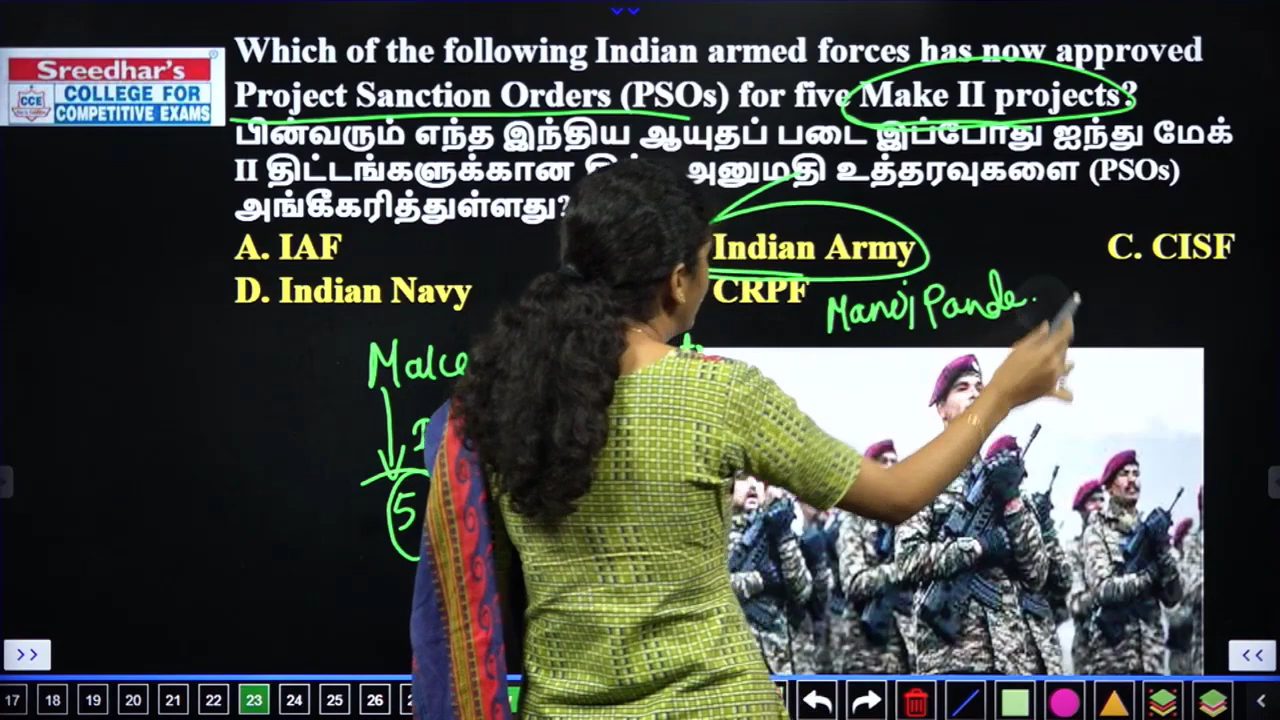 Sreedhar's
CCE
COLLEGE FOR
COMPETITIVE EXAMS
Which of the following Indian armed forces has now approved
Project Sanction Orders (PSOs) for five Make II projects?
பின்வரும் எந்த இந்திய ஆயுதப் படை இப்போது ஐந்து மேக்
II திட்டங்களுக்கான அனுமதி உத்தரவுகளை (PSOs)
அங்கீகரித்துள்ளது?
A. IAF Indian Army C. CISF
D. Indian Navy CRPF
Manoj Pande
Make
5
>> <<
17 18 19 20 21 22 23 24 25 26